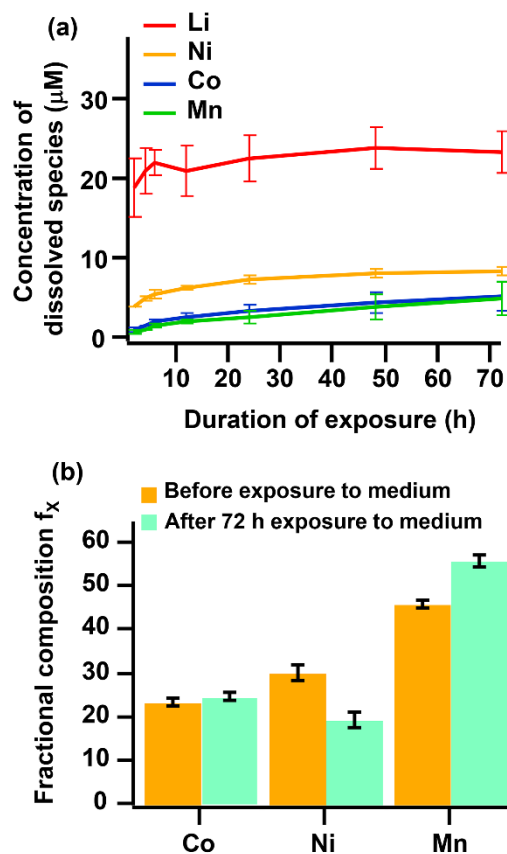 (a)
Li
Ni
Co
Mn
Concentration of
dissolved species (μM)
30
20
10
0
10 20 30 40 50 60 70
Duration of exposure (h)
(b)
Before exposure to medium
After 72 h exposure to medium
Fractional composition fX
60
50
40
30
20
10
0
Co Ni Mn